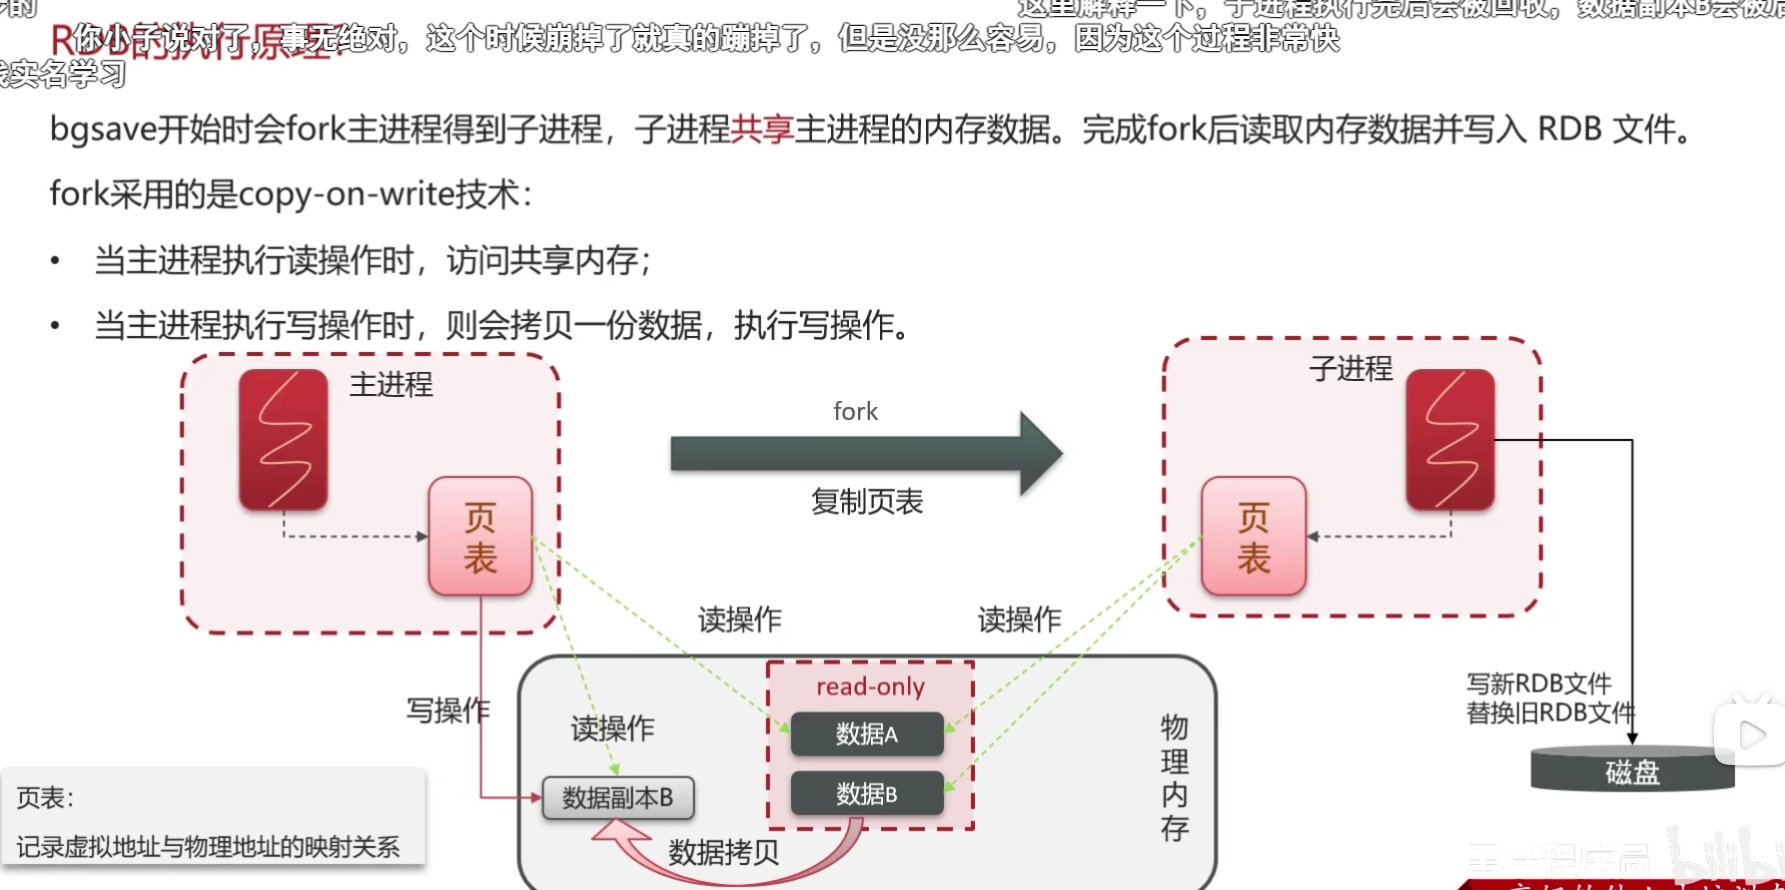 这里解释一下，子进程执行完后会被回收，数据副本B会被
你小子说对了，事无绝对，这个时候崩掉了就真的蹦掉了，但是没那么容易，因为这个过程非常快
RDB的执行原理?
实名学习
bgsave开始时会fork主进程得到子进程，子进程共享主进程的内存数据。完成fork后读取内存数据并写入 RDB 文件。
fork采用的是copy-on-write技术：
• 当主进程执行读操作时，访问共享内存；
• 当主进程执行写操作时，则会拷贝一份数据，执行写操作。
主进程
页表
fork
复制页表
子进程
页表
读操作
读操作
写操作
读操作
read-only
数据A
数据B
数据副本B
数据拷贝
物理内存
写新RDB文件
替换旧RDB文件
磁盘
页表：
记录虚拟地址与物理地址的映射关系
bilibili